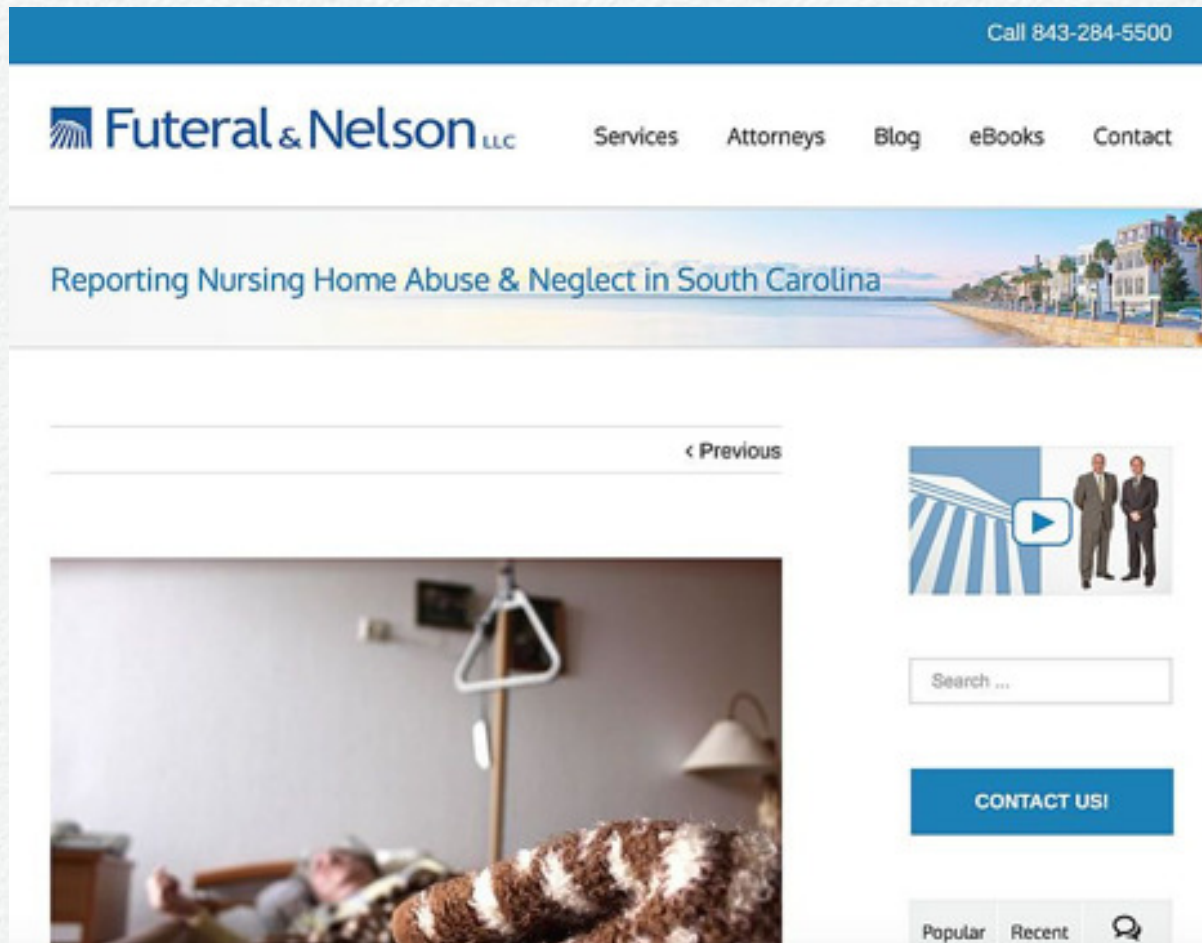 Call 843-284-5500
Futeral & Nelson LLC
Services Attorneys Blog eBooks Contact
Reporting Nursing Home Abuse & Neglect in South Carolina
‹ Previous
Search ...
CONTACT US!
Popular Recent